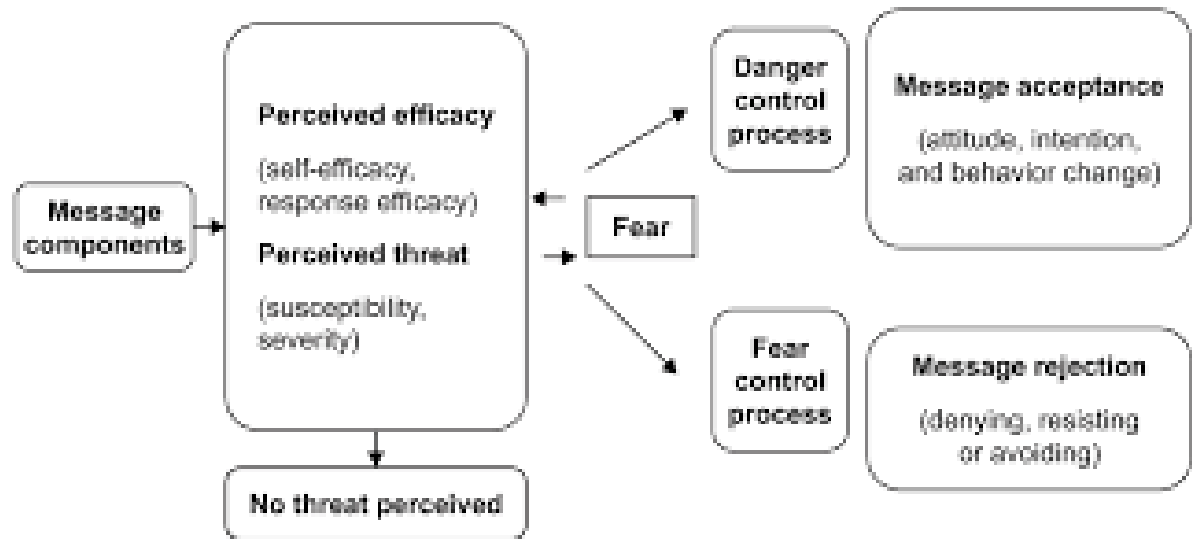 Message
components
Perceived efficacy
(self-efficacy,
response efficacy)
Perceived threat
(susceptibility,
severity)
No threat perceived
Fear
Danger
control
process
Message acceptance
(attitude, intention,
and behavior change)
Fear
control
process
Message rejection
(denying, resisting
or avoiding)